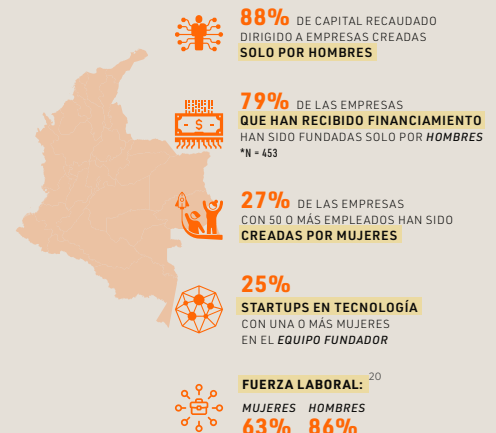 88% DE CAPITAL RECAUDADO
DIRIGIDO A EMPRESAS CREADAS
SOLO POR HOMBRES
79% DE LAS EMPRESAS
QUE HAN RECIBIDO FINANCIAMIENTO
HAN SIDO FUNDADAS SOLO POR HOMBRES
*N = 453
27% DE LAS EMPRESAS
CON 50 O MÁS EMPLEADOS HAN SIDO
CREADAS POR MUJERES
25%
STARTUPS EN TECNOLOGÍA
CON UNA O MÁS MUJERES
EN EL EQUIPO FUNDADOR
FUERZA LABORAL: 20
MUJERES HOMBRES
63% 86%